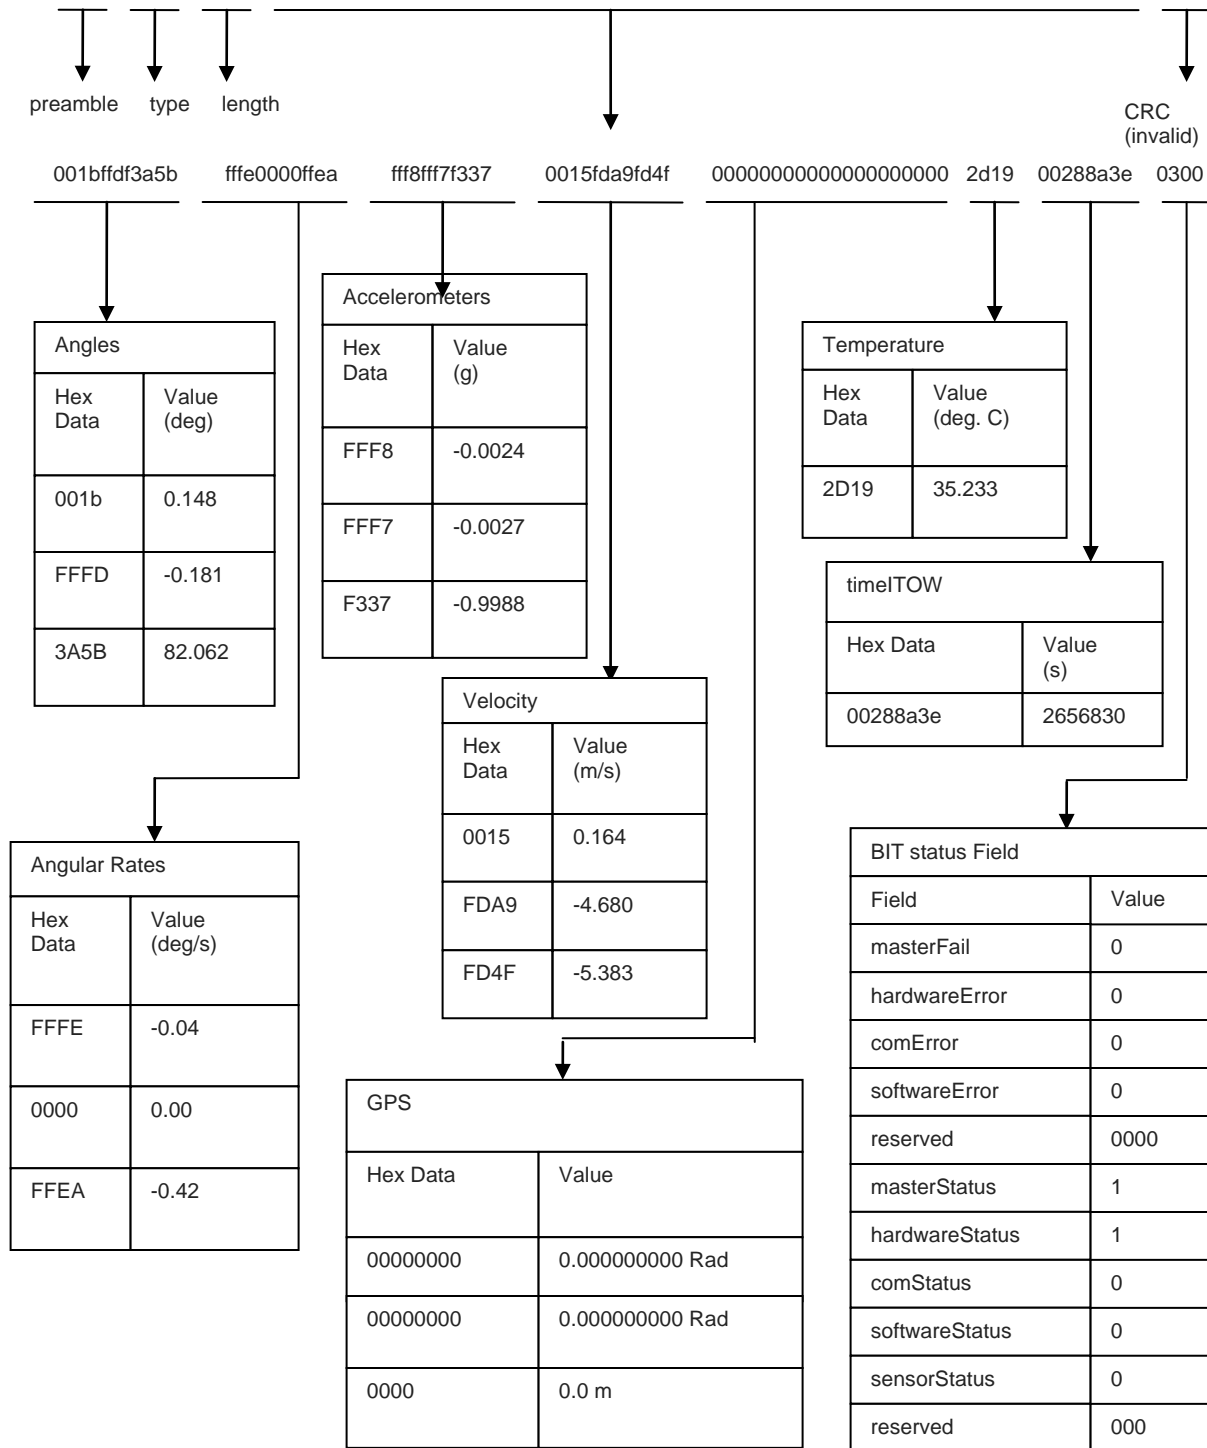 preamble type length
CRC
(invalid)
001bffdf3a5b fffe0000ffea fff8fff7f337 0015fda9fd4f 00000000000000000000 2d19 00288a3e 0300
Angles
Hex Data Value (deg)
001b 0.148
FFFD -0.181
3A5B 82.062
Accelerometers
Hex Data Value (g)
FFF8 -0.0024
FFF7 -0.0027
F337 -0.9988
Temperature
Hex Data Value (deg. C)
2D19 35.233
timeITOW
Hex Data Value (s)
00288a3e 2656830
Velocity
Hex Data Value (m/s)
0015 0.164
FDA9 -4.680
FD4F -5.383
Angular Rates
Hex Data Value (deg/s)
FFFE -0.04
0000 0.00
FFEA -0.42
GPS
Hex Data Value
00000000 0.000000000 Rad
00000000 0.000000000 Rad
0000 0.0 m
BIT status Field
Field Value
masterFail 0
hardwareError 0
comError 0
softwareError 0
reserved 0000
masterStatus 1
hardwareStatus 1
comStatus 0
softwareStatus 0
sensorStatus 0
reserved 000